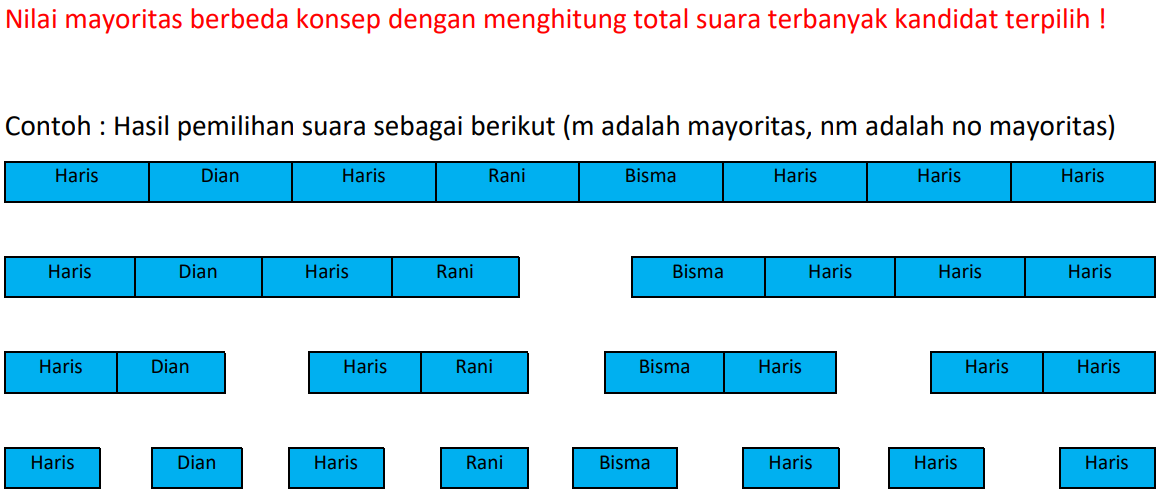 Nilai mayoritas berbeda konsep dengan menghitung total suara terbanyak kandidat terpilih !
Contoh : Hasil pemilihan suara sebagai berikut (m adalah mayoritas, nm adalah no mayoritas)
Haris Dian Haris Rani Bisma Haris Haris Haris
Haris Dian Haris Rani Bisma Haris Haris Haris
Haris Dian Haris Rani Bisma Haris Haris Haris
Haris Dian Haris Rani Bisma Haris Haris Haris